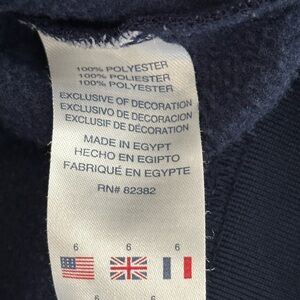 100% POLYESTER
100% POLIESTER
100% POLYESTER
EXCLUSIVE OF DECORATION
EXCLUSIVO DE DECORACION
EXCLUSIF DE DÉCORATION
MADE IN EGYPT
HECHO EN EGIPTO
FABRIQUÉ EN EGYPTE
RN# 82382
6 6 6